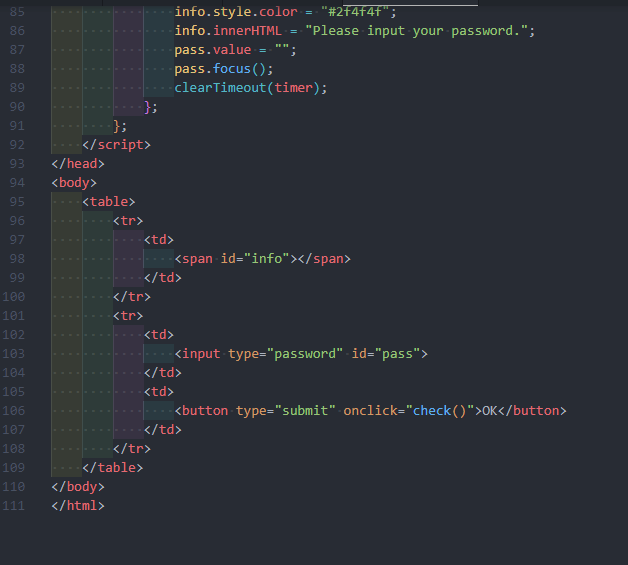 85 info.style.color = "#2f4f4f";
86 info.innerHTML = "Please input your password.";
87 pass.value = "";
88 pass.focus();
89 clearTimeout(timer);
90 };
91 };
92 </script>
93 </head>
94 <body>
95 <table>
96 <tr>
97 <td>
98 <span id="info"></span>
99 </td>
100 </tr>
101 <tr>
102 <td>
103 <input type="password" id="pass">
104 </td>
105 <td>
106 <button type="submit" onclick="check()">OK</button>
107 </td>
108 </tr>
109 </table>
110 </body>
111 </html>